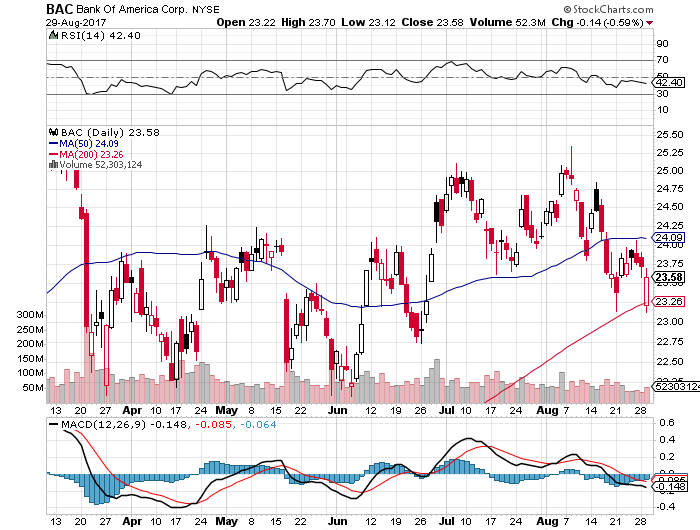 BAC Bank Of America Corp. NYSE © StockCharts.com
29-Aug-2017 Open 23.22 High 23.70 Low 23.12 Close 23.58 Volume 52.3M Chg -0.14 (-0.59%)
RSI(14) 42.40
90
70
50
42.40
30
10
BAC (Daily) 23.58
MA(50) 24.09
MA(200) 23.26
Volume 52,303,124
25.50
25.25
25.00
24.75
24.50
24.25
24.09
24.00
23.75
23.58
23.26
300M 23.00
250M
200M 22.75
150M 22.50
100M
50M
52303124
13 20 27 Apr 10 17 24 May 8 15 22 Jun 12 19 26 Jul 10 17 24 Aug 7 14 21 28
MACD(12,26,9) -0.148, -0.085, -0.064
0.6
0.4
0.2
0.0
-0.085
-0.148
-0.4
13 20 27 Apr 10 17 24 May 8 15 22 Jun 12 19 26 Jul 10 17 24 Aug 7 14 21 28